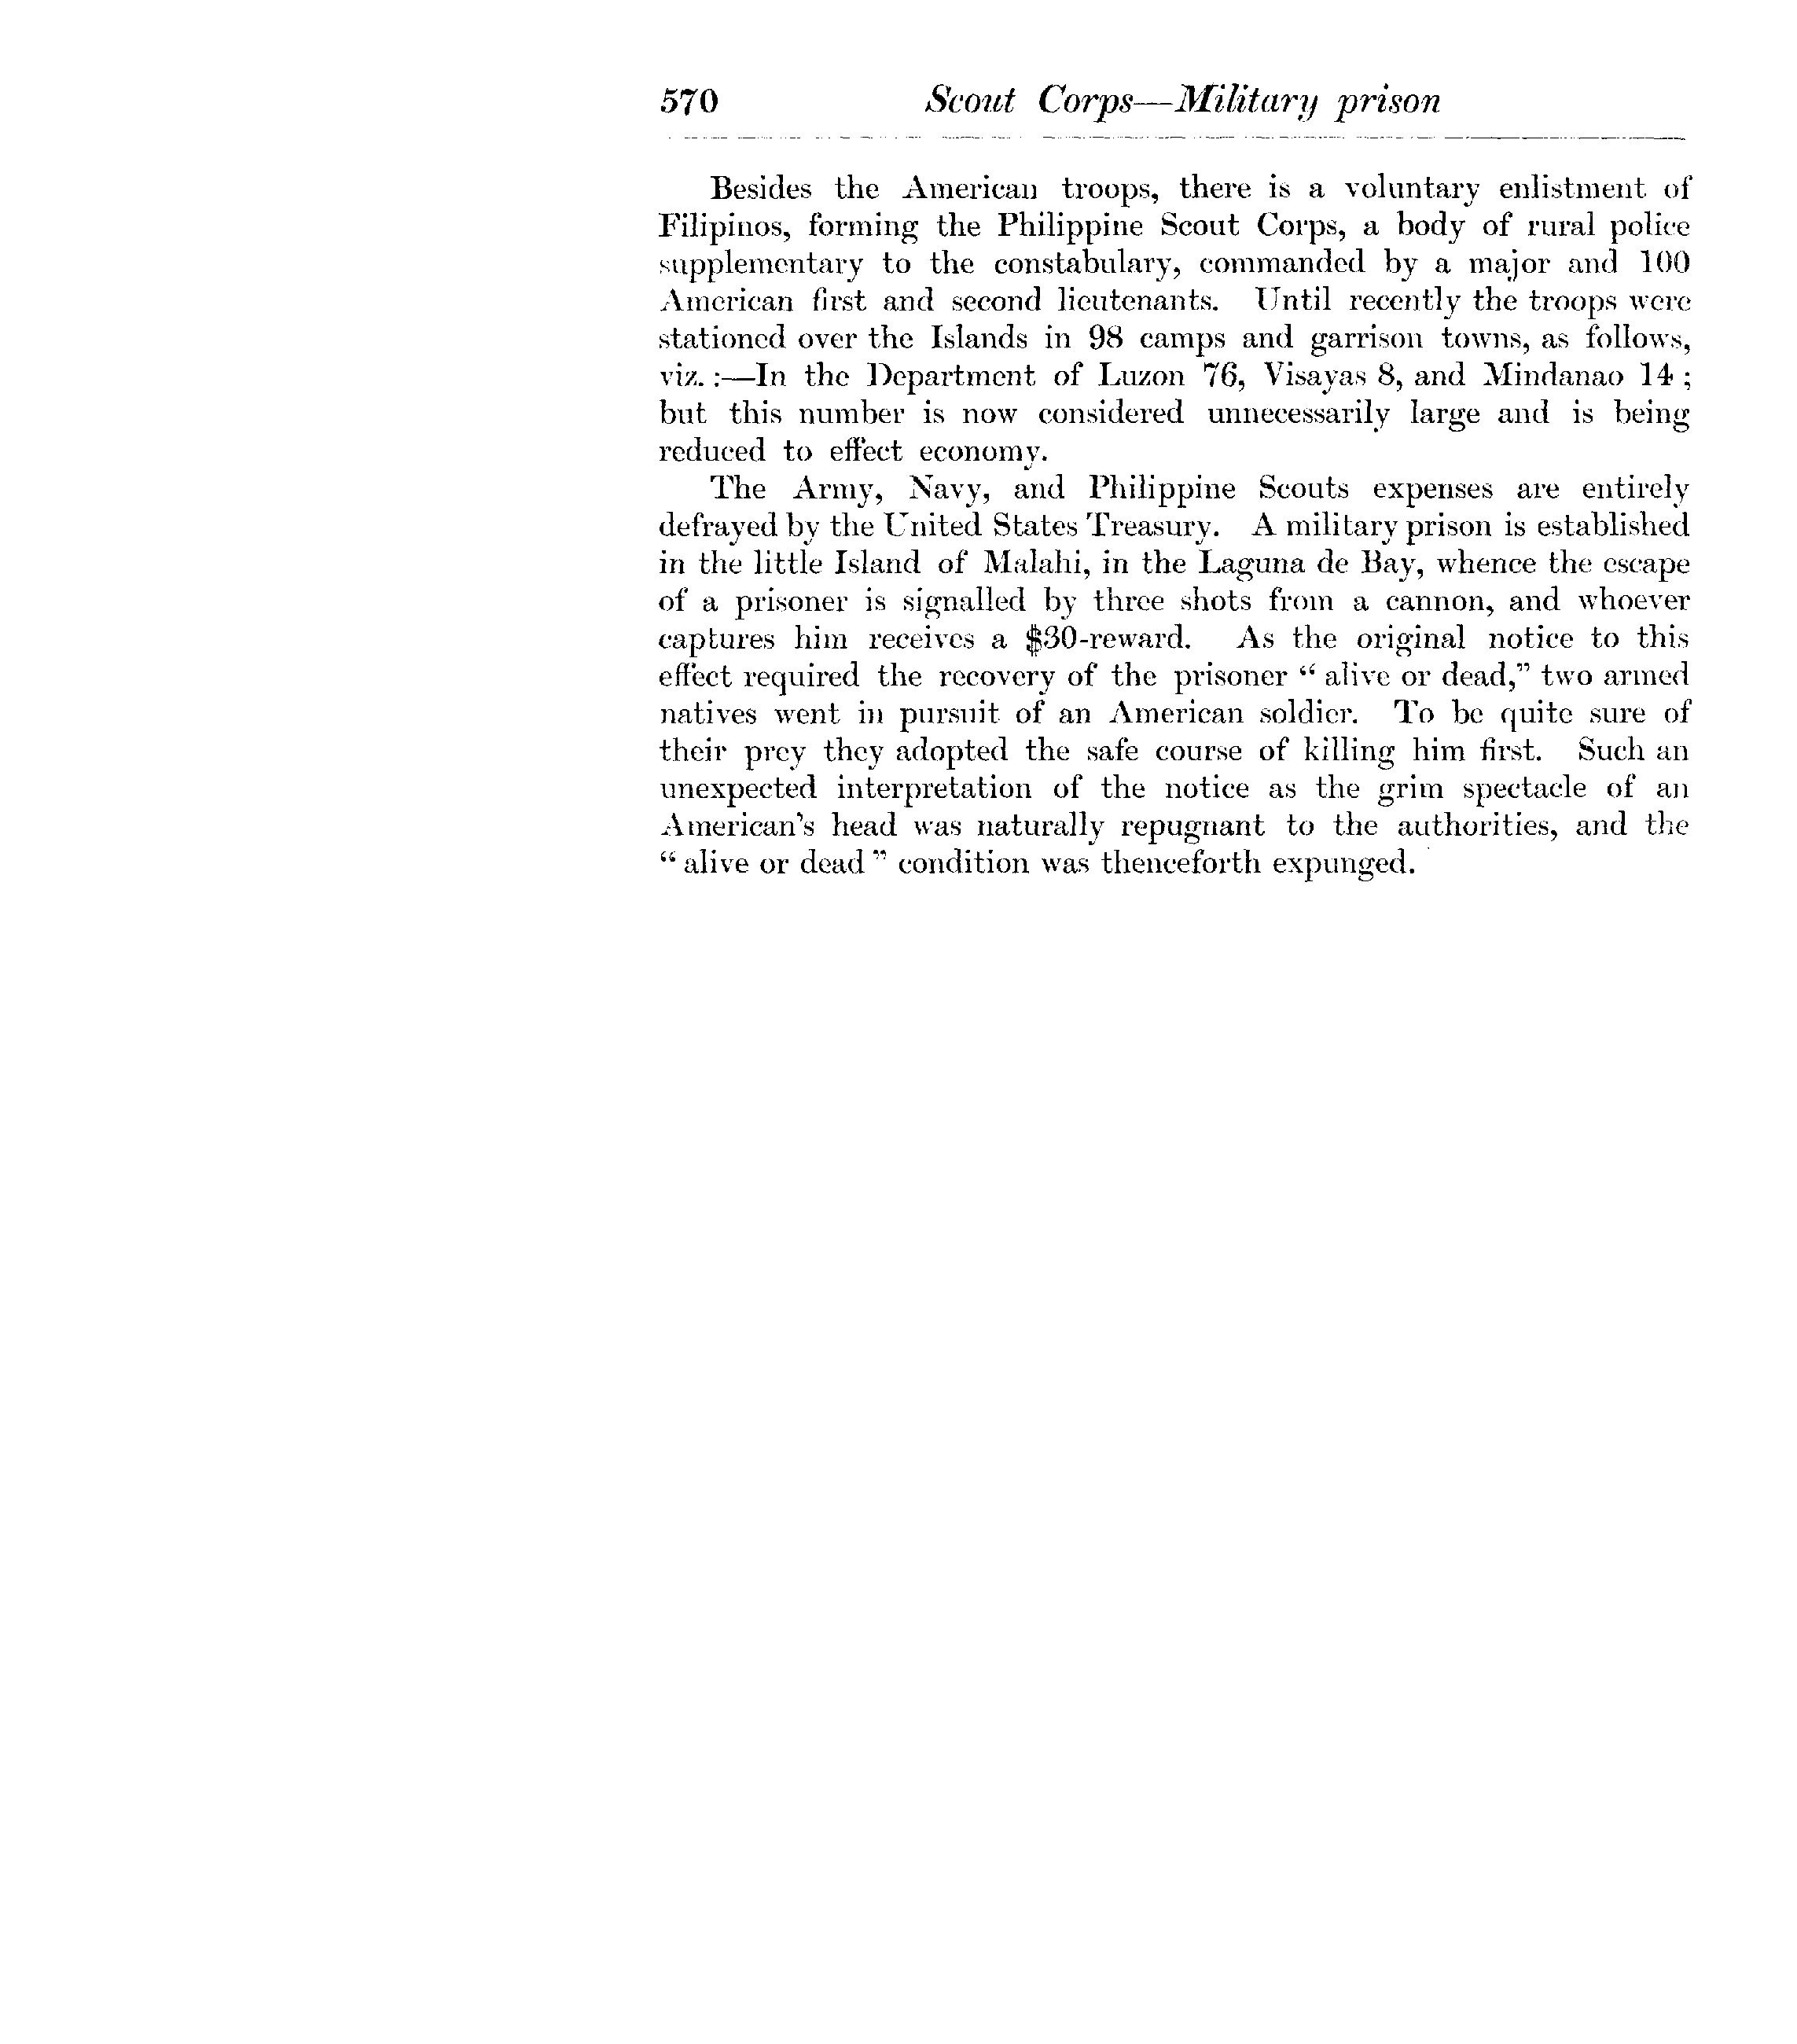 570 Scout Corps—Military prison
Besides the American troops, there is a voluntary enlistment of
Filipinos, forming the Philippine Scout Corps, a body of rural police
supplementary to the constabulary, commanded by a major and 100
American first and second lieutenants. Until recently the troops were
stationed over the Islands in 98 camps and garrison towns, as follows,
viz. :—In the Department of Luzon 76, Visayas 8, and Mindanao 14 ;
but this number is now considered unnecessarily large and is being
reduced to effect economy.
The Army, Navy, and Philippine Scouts expenses are entirely
defrayed by the United States Treasury. A military prison is established
in the little Island of Malahi, in the Laguna de Bay, whence the escape
of a prisoner is signalled by three shots from a cannon, and whoever
captures him receives a $30-reward. As the original notice to this
effect required the recovery of the prisoner “ alive or dead,” two armed
natives went in pursuit of an American soldier. To be quite sure of
their prey they adopted the safe course of killing him first. Such an
unexpected interpretation of the notice as the grim spectacle of an
American's head was naturally repugnant to the authorities, and the
“ alive or dead ” condition was thenceforth expunged.